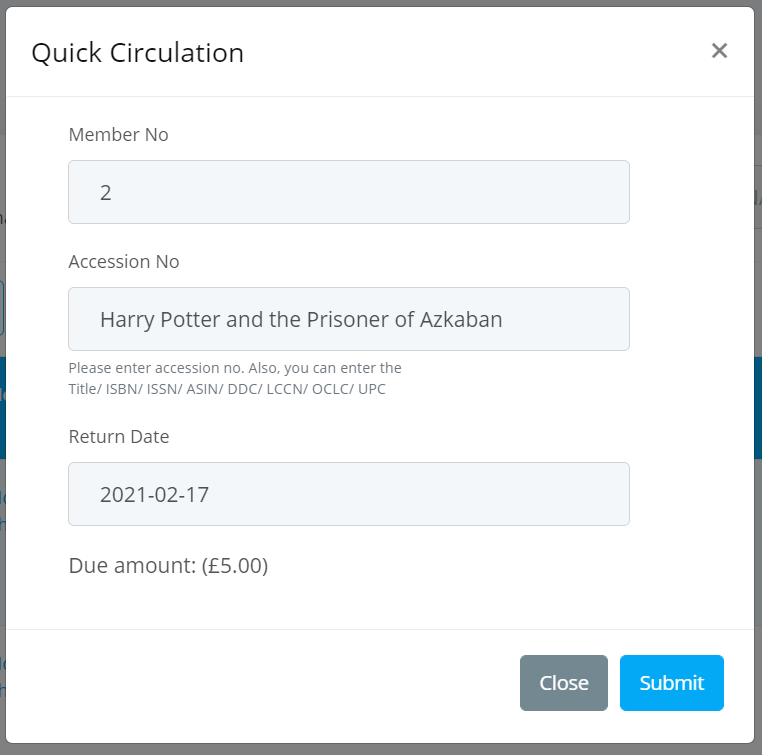 Quick Circulation
×
Member No
2
Accession No
Harry Potter and the Prisoner of Azkaban
Please enter accession no. Also, you can enter the
Title/ ISBN/ ISSN/ ASIN/ DDC/ LCCN/ OCLC/ UPC
Return Date
2021-02-17
Due amount: (£5.00)
Close Submit